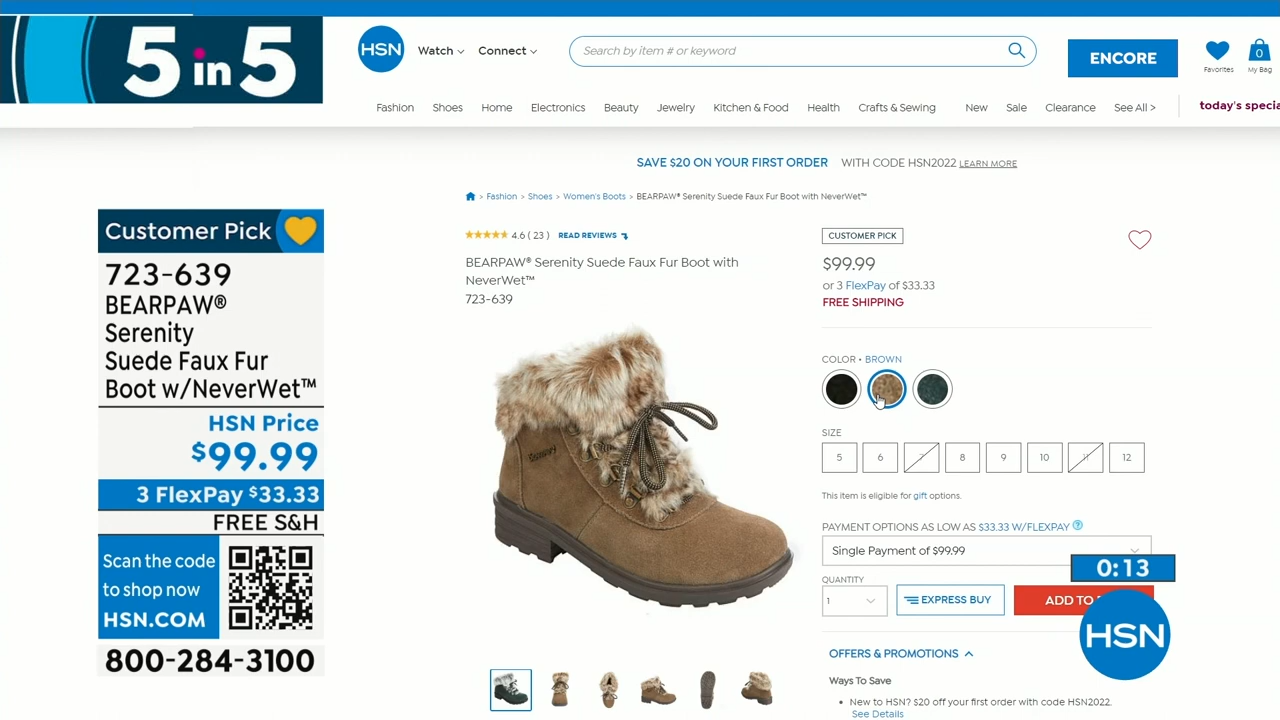 5 in 5
HSN
Watch
Connect
Search by item # or keyword
ENCORE
Favorites
0
My Bag
Fashion
Shoes
Home
Electronics
Beauty
Jewelry
Kitchen & Food
Health
Crafts & Sewing
New
Sale
Clearance
See All >
today's specia
SAVE $20 ON YOUR FIRST ORDER WITH CODE HSN2022 LEARN MORE
> Fashion > Shoes > Women's Boots > BEARPAW® Serenity Suede Faux Fur Boot with NeverWet™
Customer Pick
723-639
BEARPAW®
Serenity
Suede Faux Fur
Boot w/NeverWet™
HSN Price
$99.99
3 FlexPay $33.33
FREE S&H
Scan the code
to shop now
HSN.COM
800-284-3100
4.6 ( 23 ) READ REVIEWS
BEARPAW® Serenity Suede Faux Fur Boot with
NeverWet™
723-639
CUSTOMER PICK
$99.99
or 3 FlexPay of $33.33
FREE SHIPPING
COLOR • BROWN
SIZE
5
6
8
9
10
11
12
This item is eligible for gift options.
PAYMENT OPTIONS AS LOW AS $33.33 W/FLEXPAY ?
Single Payment of $99.99
0:13
QUANTITY
1
EXPRESS BUY
ADD TO
HSN
OFFERS & PROMOTIONS
Ways To Save
• New to HSN? $20 off your first order with code HSN2022.
See Details